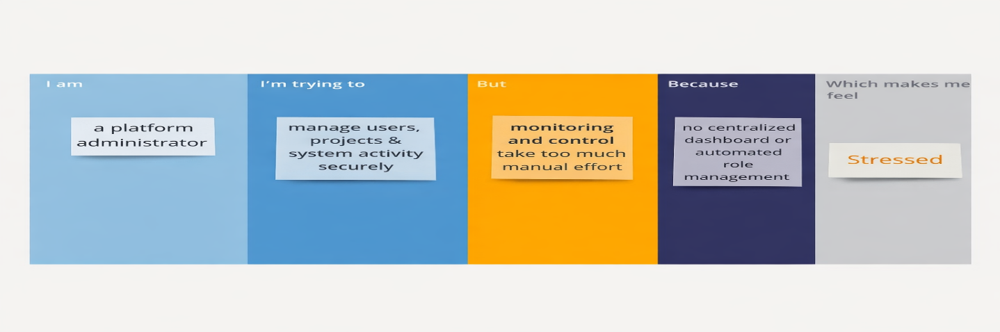 I am
a platform
administrator
I'm trying to
manage users,
projects &
system activity
securely
But
monitoring
and control
take too much
manual effort
Because
no centralized
dashboard or
automated
role
management
Which makes me
feel
Stressed